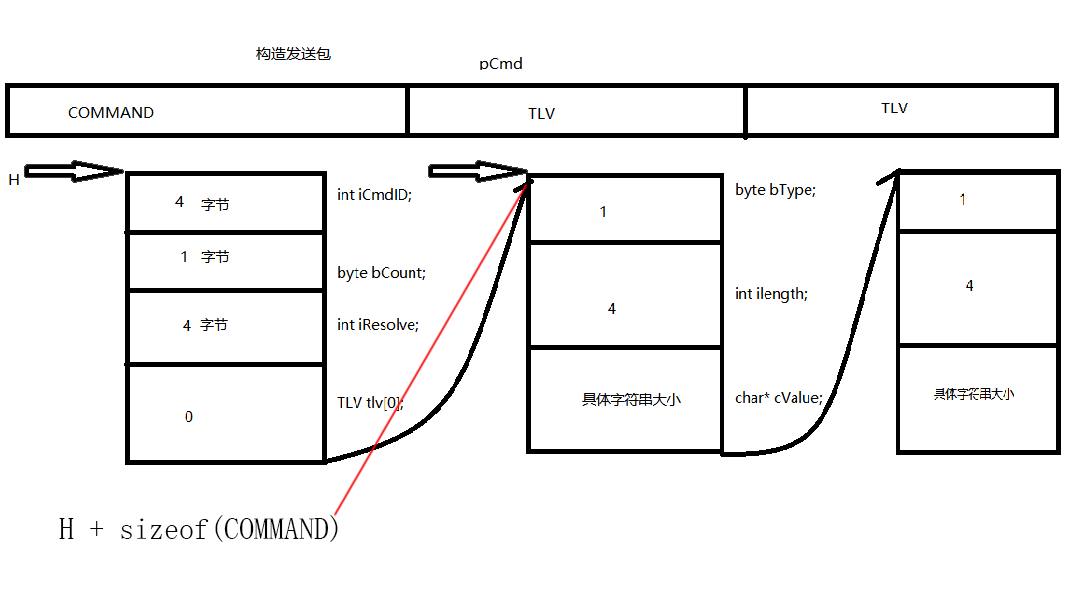 构造发送包
pCmd
COMMAND
TLV
TLV
H
4 字节
int iCmdID;
1 字节
byte bCount;
4 字节
int iResolve;
0
TLV tlv[0];
1
byte bType;
4
int ilength;
具体字符串大小
char* cValue;
1
4
具体字符串大小
H + sizeof(COMMAND)